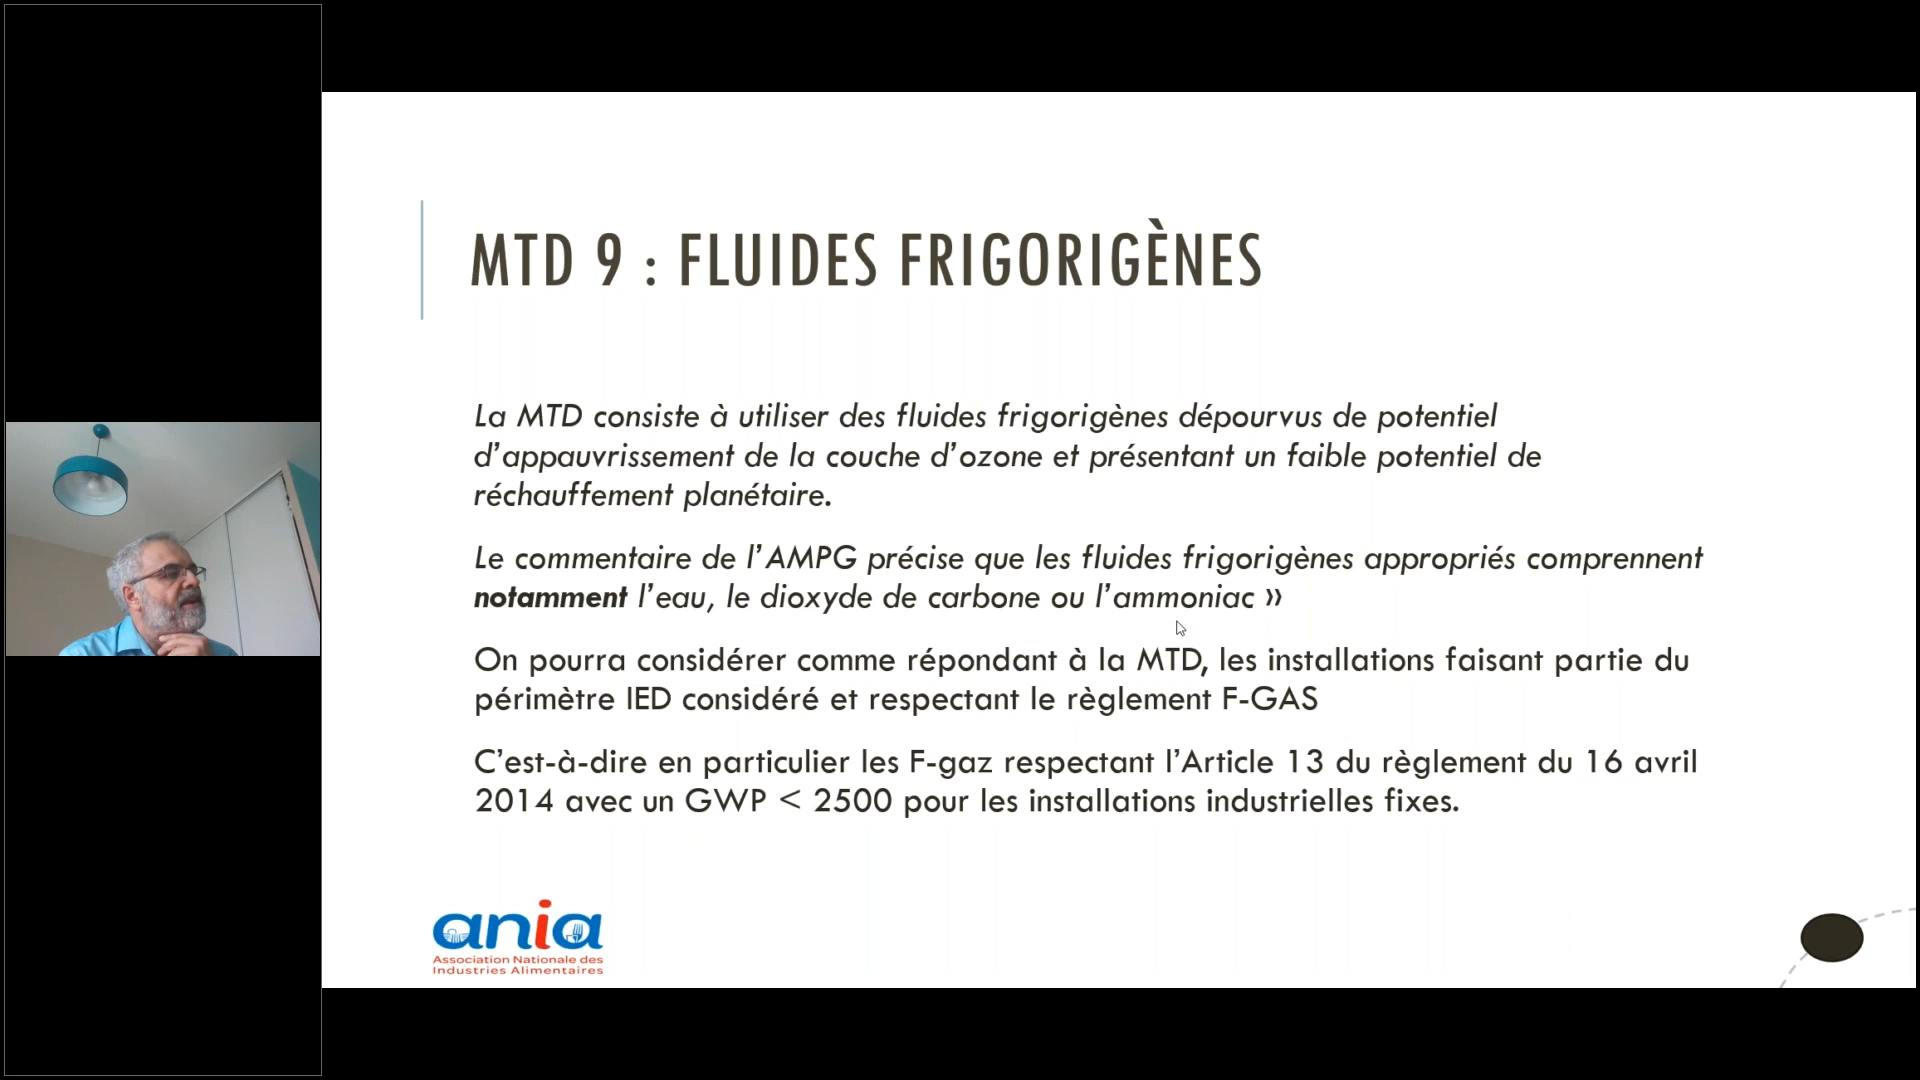 MTD 9 : FLUIDES FRIGORIGÈNES
La MTD consiste à utiliser des fluides frigorigènes dépourvus de potentiel
d’appauvrissement de la couche d’ozone et présentant un faible potentiel de
réchauffement planétaire.
Le commentaire de l’AMPG précise que les fluides frigorigènes appropriés comprennent
notamment l’eau, le dioxyde de carbone ou l’ammoniac »
On pourra considérer comme répondant à la MTD, les installations faisant partie du
périmètre IED considéré et respectant le règlement F-GAS
C’est-à-dire en particulier les F-gaz respectant l’Article 13 du règlement du 16 avril
2014 avec un GWP < 2500 pour les installations industrielles fixes.
ania
Association Nationale des
Industries Alimentaires